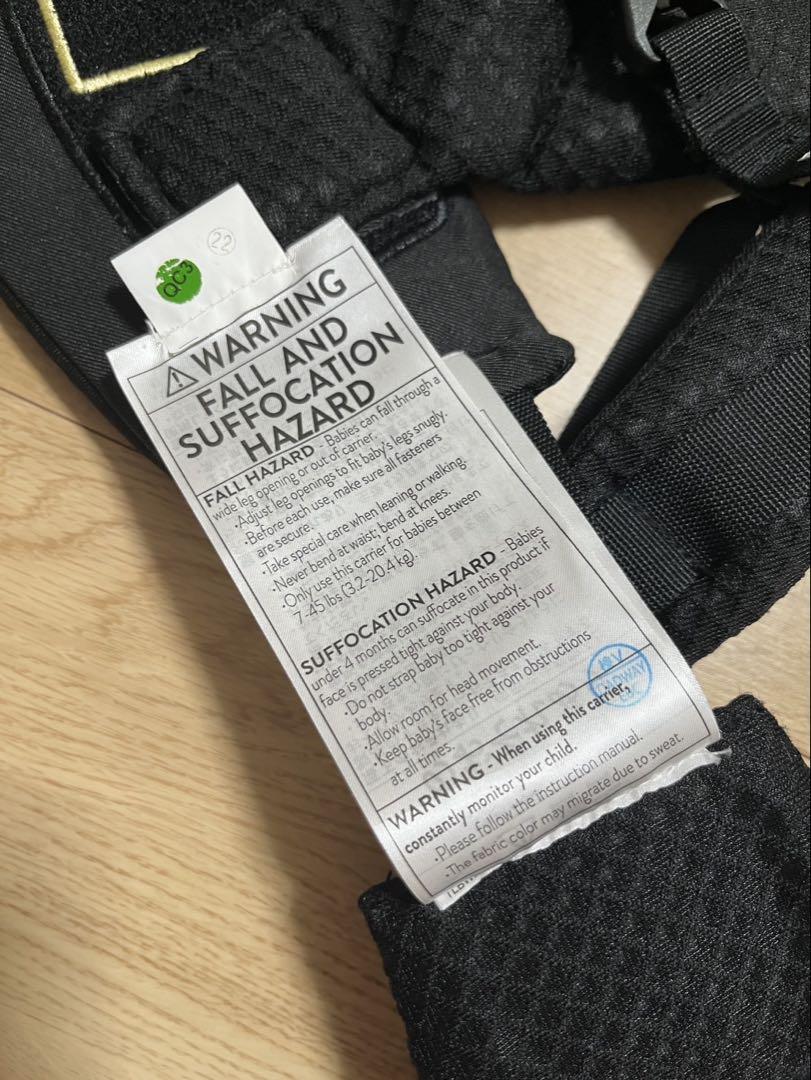 22
QC3
WARNING
FALL AND
SUFFOCATION
HAZARD
FALL HAZARD - Babies can fall through a
wide leg opening or out of carrier.
•Adjust leg openings to fit baby's legs snugly.
•Before each use, make sure all fasteners
are secure.
•Take special care when leaning or walking.
•Never bend at waist; bend at knees.
•Only use this carrier for babies between
7-45 lbs (3.2-20.4 kg).
SUFFOCATION HAZARD - Babies
under 4 months can suffocate in this product if
face is pressed tight against your body.
•Do not strap baby too tight against your
body.
•Allow room for head movement.
•Keep baby's face free from obstructions
at all times.
WARNING - When using this carrier,
constantly monitor your child.
•Please follow the instruction manual.
•The fabric color may migrate due to sweat.